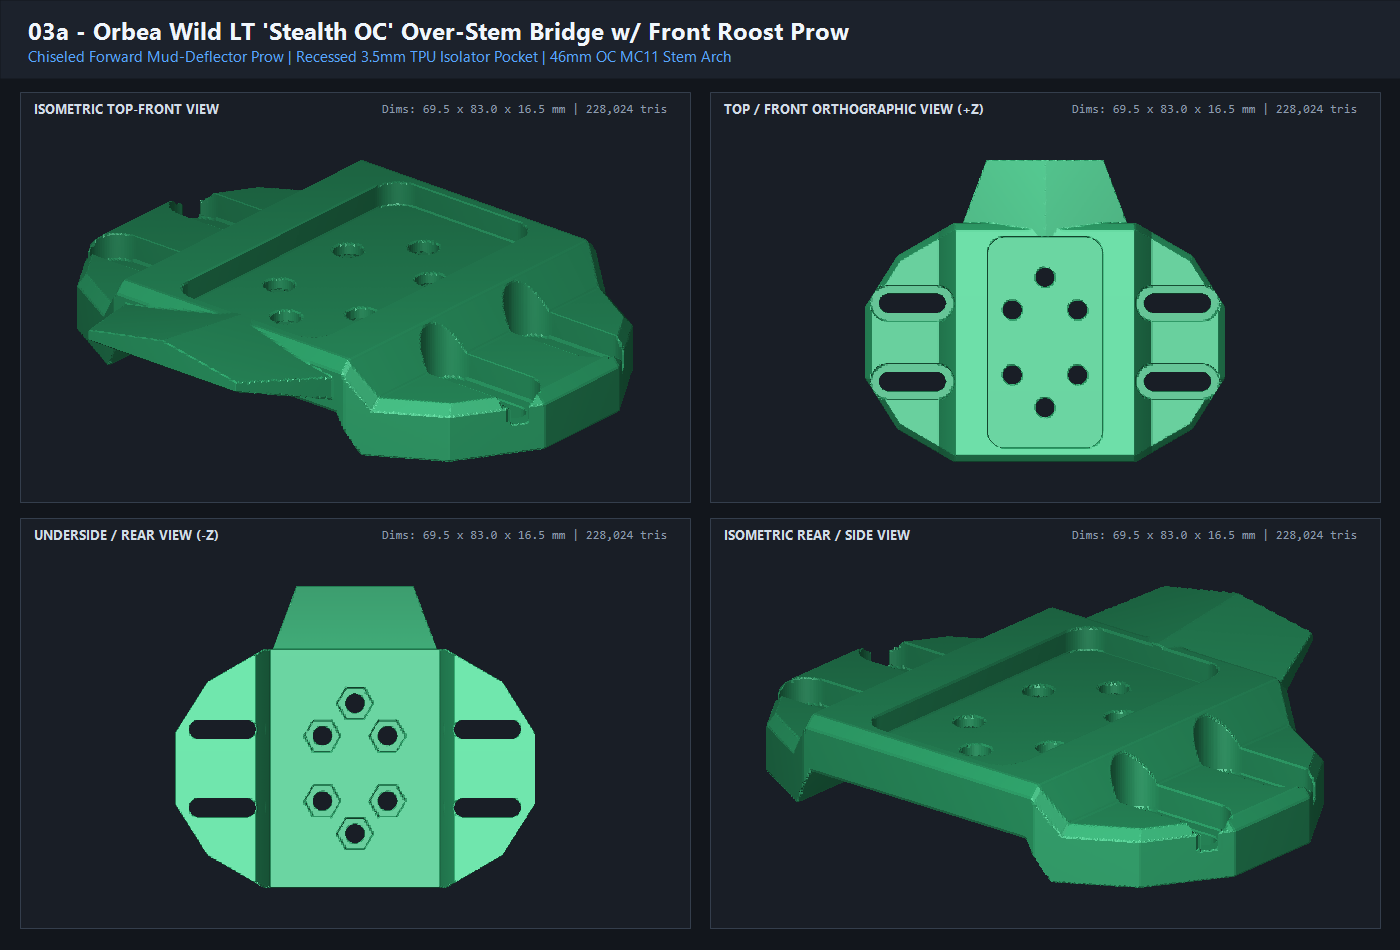 03a - Orbea Wild LT 'Stealth OC' Over-Stem Bridge w/ Front Roost Prow
Chiseled Forward Mud-Deflector Prow | Recessed 3.5mm TPU Isolator Pocket | 46mm OC MC11 Stem Arch
ISOMETRIC TOP-FRONT VIEW
Dims: 69.5 x 83.0 x 16.5 mm | 228,024 tris
TOP / FRONT ORTHOGRAPHIC VIEW (+Z)
Dims: 69.5 x 83.0 x 16.5 mm | 228,024 tris
UNDERSIDE / REAR VIEW (-Z)
Dims: 69.5 x 83.0 x 16.5 mm | 228,024 tris
ISOMETRIC REAR / SIDE VIEW
Dims: 69.5 x 83.0 x 16.5 mm | 228,024 tris